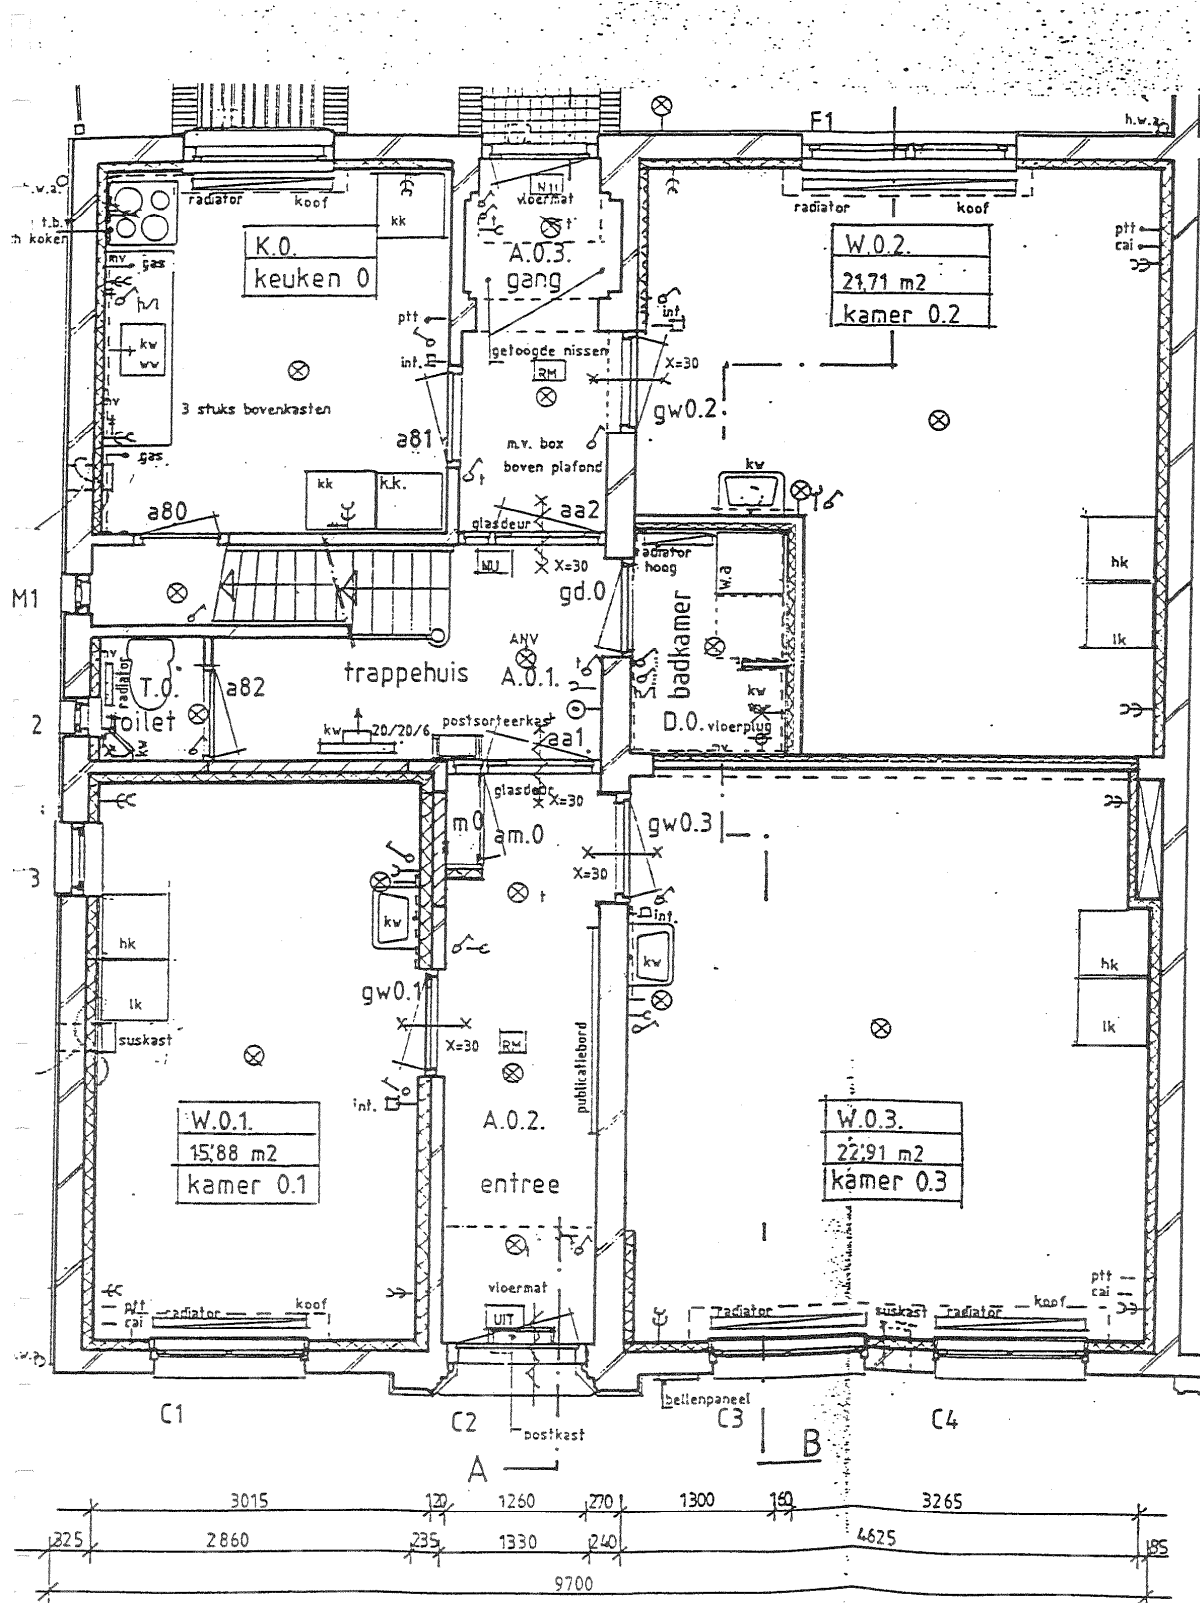 F1
h.w.a.
h.w.a.
radiator
koof
vloermat
radiator
koof
t.b.
koken
kk
K.0.
keuken 0
A.0.3.
gang
W.0.2.
21,71 m2
kamer 0.2
ptt
cai
mv
gas
kw
ww
ptt
int.
int.
getoogde nissen
RM
X=30
gw0.2
3 stuks bovenkasten
a81
m.v. box
boven plafond
gas
kk
k.k.
t
kw
a80
glasdeur
aa2
radiator
hoog
w.a
hk
lk
M1
X=30
gd.0
badkamer
ANV
trappehuis
A.0.1.
t
radiator
T.0.
toilet
a82
kw
kw
D.0.
vloerplug
2
kw
20/20/6
postsorteerkast
aa1
glasdeur
X=30
m0
am.0
gw0.3
3
X=30
t
kw
int.
hk
lk
kw
hk
lk
gw0.1
suskast
X=30
RM
publicatiebord
int.
W.0.1.
15,88 m2
kamer 0.1
A.0.2.
entree
W.0.3.
22,91 m2
kamer 0.3
ptt
cai
radiator
koof
vloermat
UIT
radiator
suskast
radiator
koof
ptt
cai
bellenpaneel
C1
C2
C3
C4
postkast
A
B
3015
120
1260
270
1300
160
3265
325
2860
235
1330
240
4625
85
9700